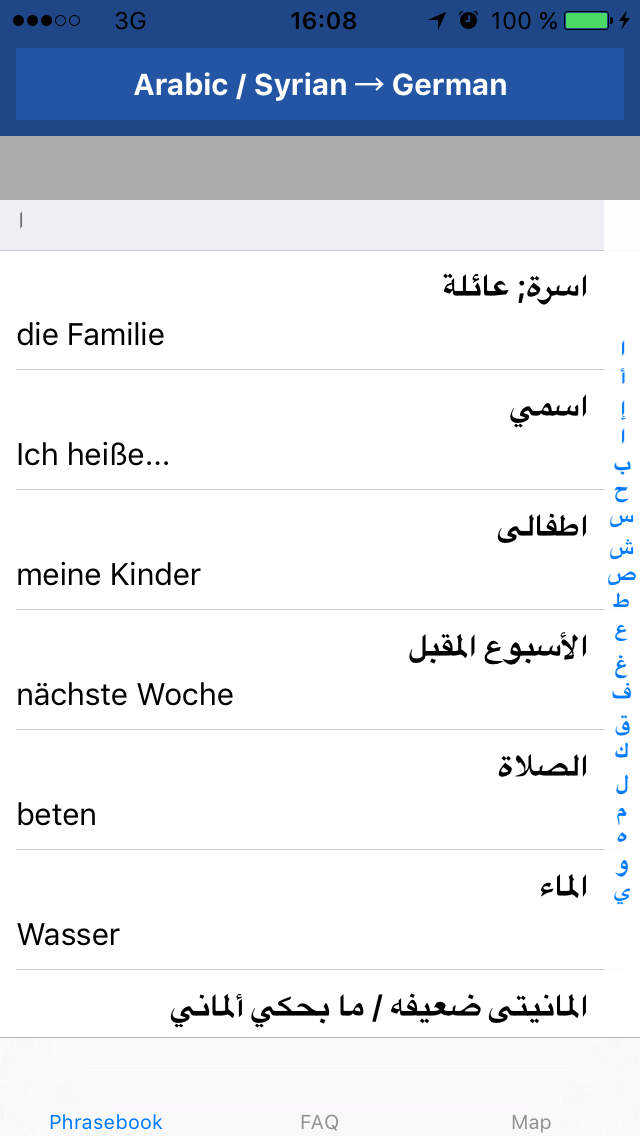 3G
16:08
100 %
Arabic / Syrian → German
ا
اسرة; عائلة
die Familie
اسمي
Ich heiße...
اطفالى
meine Kinder
الأسبوع المقبل
nächste Woche
الصلاة
beten
الماء
Wasser
المانيتى ضعيفه / ما بحكي ألماني
ا
أ
إ
ا
ب
ح
س
ش
ص
ط
ع
غ
ف
ق
ك
ل
م
ه
و
ي
Phrasebook
FAQ
Map